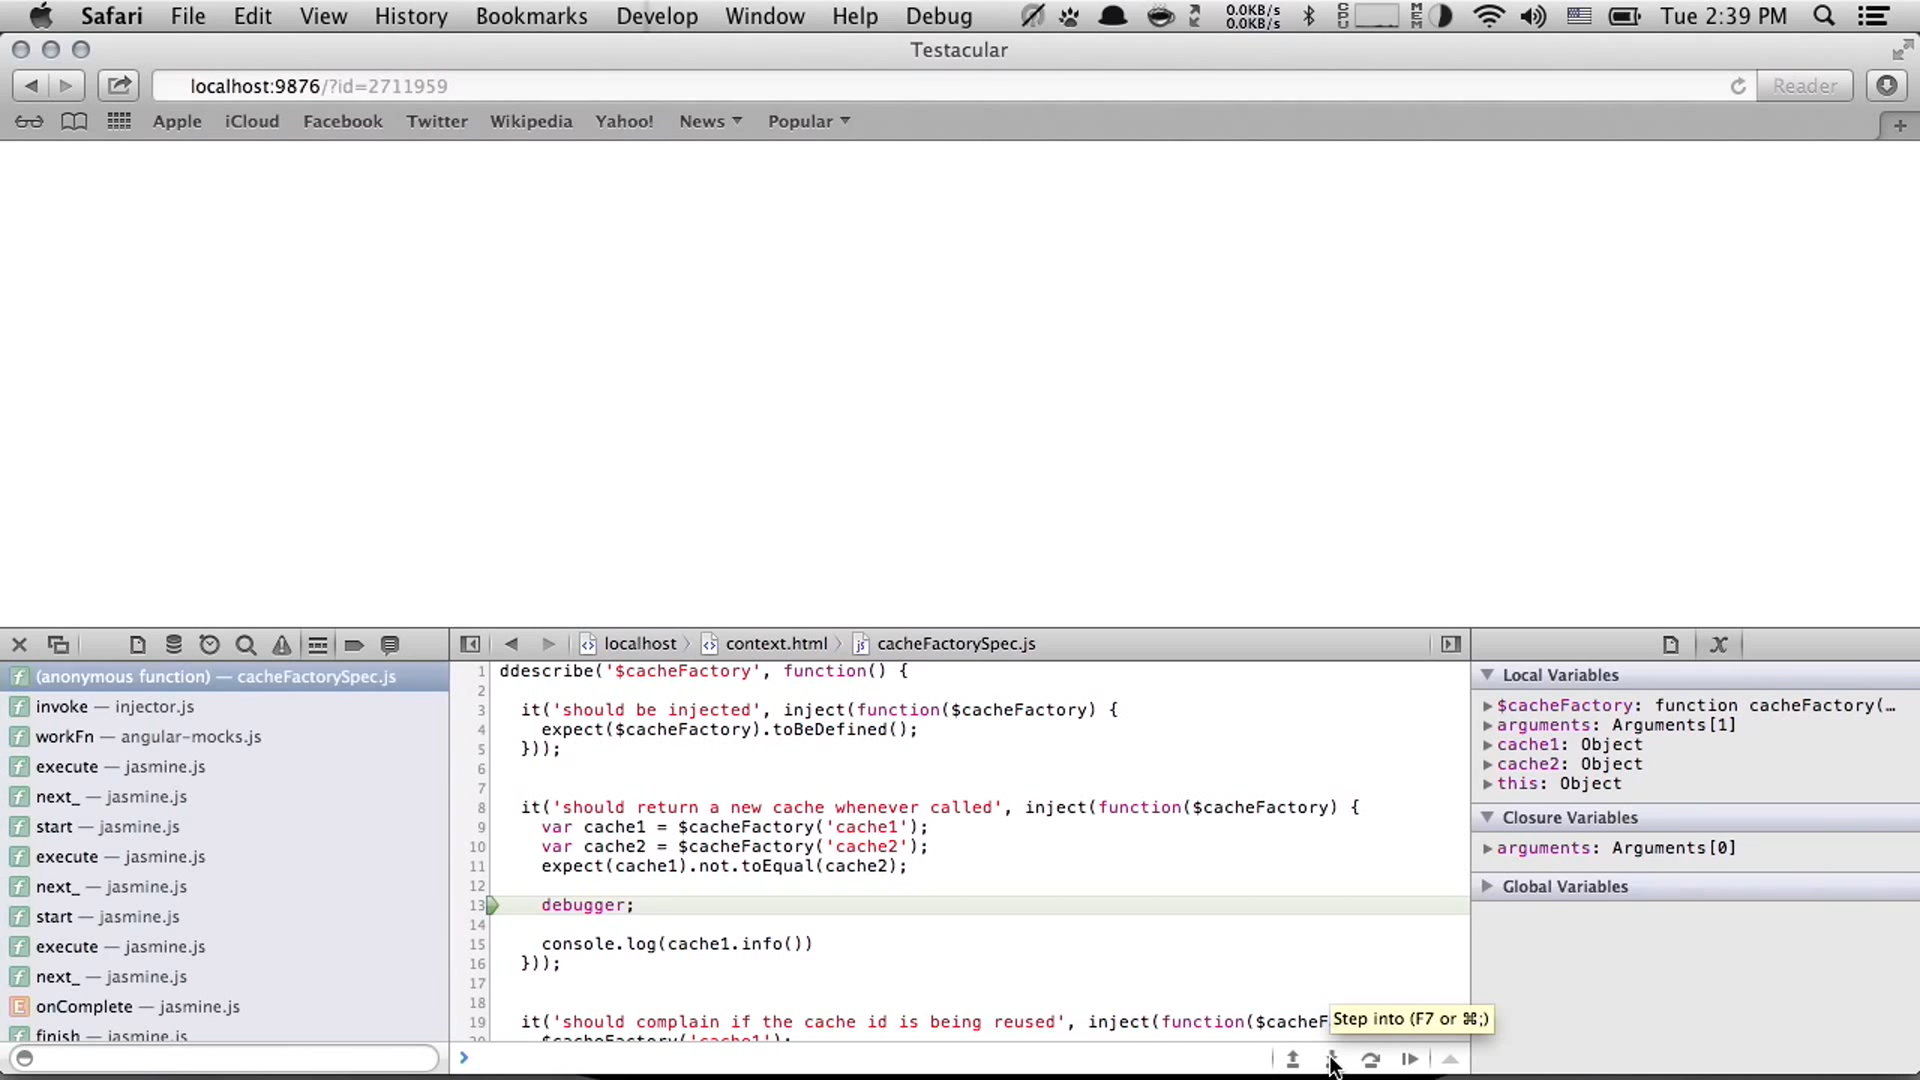 Safari File Edit View History Bookmarks Develop Window Help Debug 0.0KB/s 0.0KB/s CPU MEM Tue 2:39 PM
Testacular
localhost:9876/?id=2711959 Reader
Apple iCloud Facebook Twitter Wikipedia Yahoo! News Popular
localhost context.html cacheFactorySpec.js
(anonymous function) — cacheFactorySpec.js
invoke — injector.js
workFn — angular-mocks.js
execute — jasmine.js
next_ — jasmine.js
start — jasmine.js
execute — jasmine.js
next_ — jasmine.js
start — jasmine.js
execute — jasmine.js
next_ — jasmine.js
onComplete — jasmine.js
finish — jasmine.js
1 ddescribe('$cacheFactory', function() {
2
3 it('should be injected', inject(function($cacheFactory) {
4 expect($cacheFactory).toBeDefined();
5 }));
6
7
8 it('should return a new cache whenever called', inject(function($cacheFactory) {
9 var cache1 = $cacheFactory('cache1');
10 var cache2 = $cacheFactory('cache2');
11 expect(cache1).not.toEqual(cache2);
12
13 debugger;
14
15 console.log(cache1.info())
16 }));
17
18
19 it('should complain if the cache id is being reused', inject(function($cacheF
20 $cacheFactory('cache1');
Step into (F7 or ⌘;)
Local Variables
$cacheFactory: function cacheFactory(…
arguments: Arguments[1]
cache1: Object
cache2: Object
this: Object
Closure Variables
arguments: Arguments[0]
Global Variables